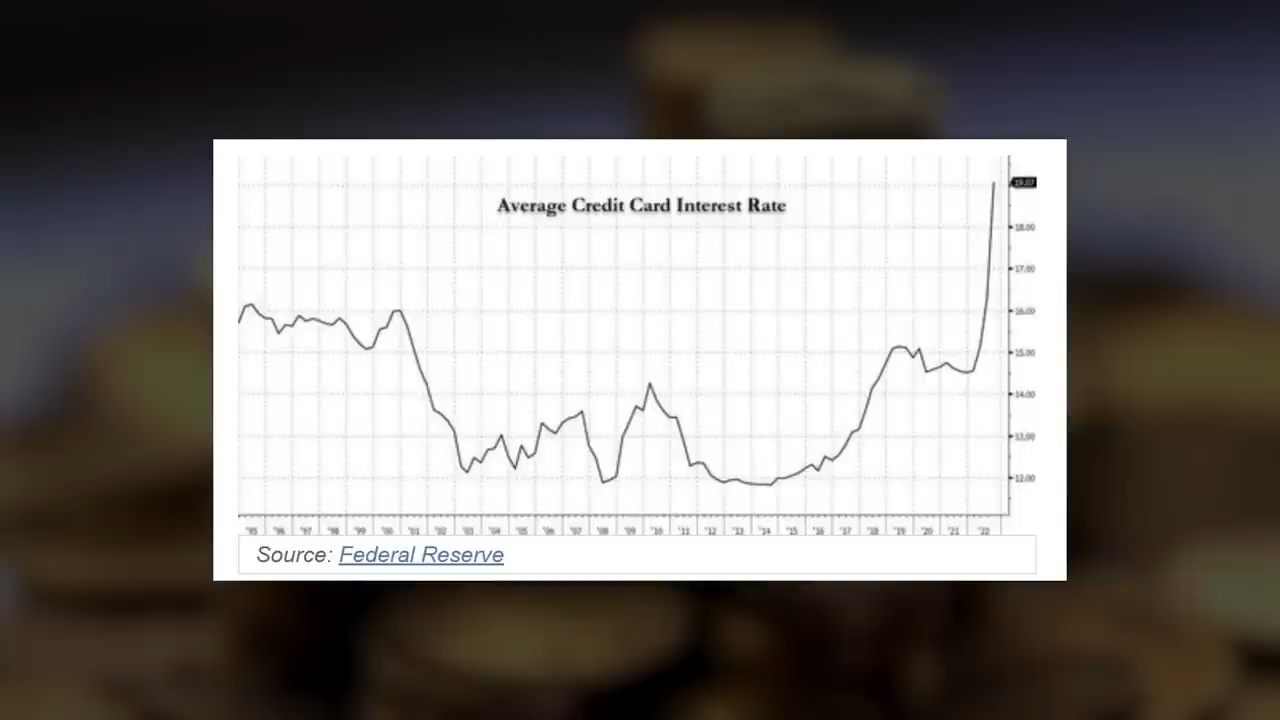 Average Credit Card Interest Rate
19.07
18.00
17.00
16.00
15.00
14.00
13.00
12.00
'95 '96 '97 '98 '99 '00 '01 '02 '03 '04 '05 '06 '07 '08 '09 '10 '11 '12 '13 '14 '15 '16 '17 '18 '19 '20 '21 '22
Source: Federal Reserve